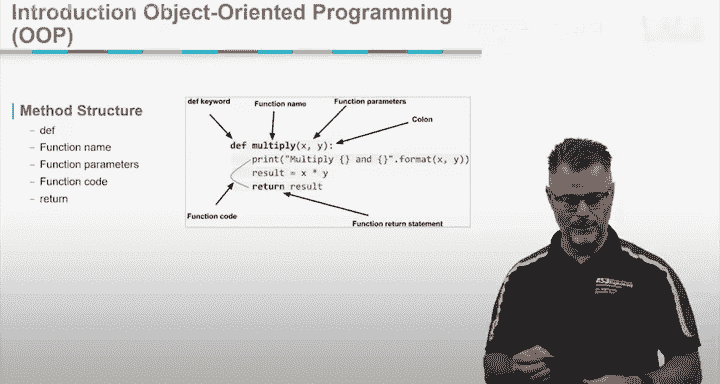 Introduction Object-Oriented Programming
(OOP)
Method Structure
– def
– Function name
– Function parameters
– Function code
– return
def keyword
Function name
Function parameters
Colon
def multiply(x, y):
print("Multiply {} and {}".format(x, y))
result = x * y
return result
Function code
Function return statement